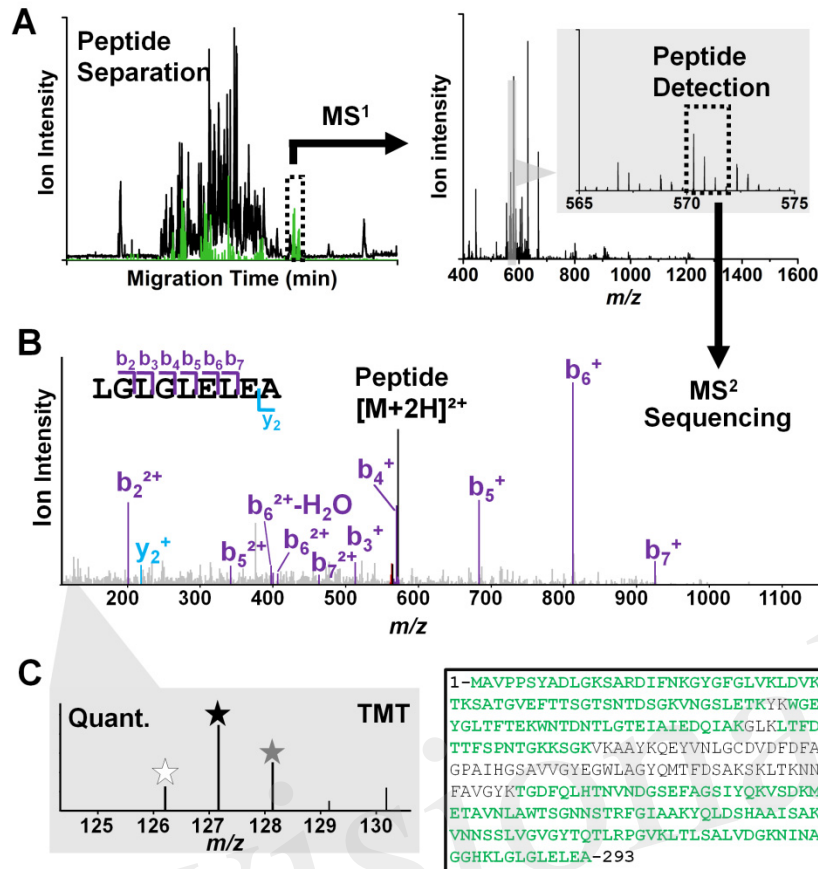 A
Peptide
Separation
Ion Intensity
Migration Time (min)
MS¹
Ion intensity
Peptide
Detection
565 570 575
400 600 800 1000 1200 1400 1600
m/z
B
b₂ b₃ b₄ b₅ b₆ b₇
LGLGLELEA
y₂
Peptide
[M+2H]²⁺
MS²
Sequencing
Ion Intensity
b₂²⁺
y₂⁺
b₅²⁺
b₆²⁺-H₂O
b₆²⁺
b₇²⁺
b₃⁺
b₄⁺
b₅⁺
b₆⁺
b₇⁺
200 300 400 500 600 700 800 900 1000 1100
m/z
C
Quant.
TMT
125 126 127 128 129 130
m/z
1-MAVPPSYADLGKSARDIFNKGYGFGLVKLDVK
TKSATGVEFTTSGTSNTDSGKVNGSLETKYKWGE
YGLTFTEKWNTDNTLGTEIAIEDQIAKGLKLTFD
TTFSPNTGKKSGKVKAAYKQEYVNLGCDVDFDFA
GPAIHGSAVVGYEGWLAGYQMTFDSAKSKLTKNN
FAVGYKTGDFQLHTNVNDGSEFAGSIYQKVSDKM
ETAVNLAWTSGNNSTRFGIAAKYQLDSHAAISAK
VNNSSLVGVGYTQTLRPGVKLTLSALVDGKNINA
GGHKLGLGLELEA-293